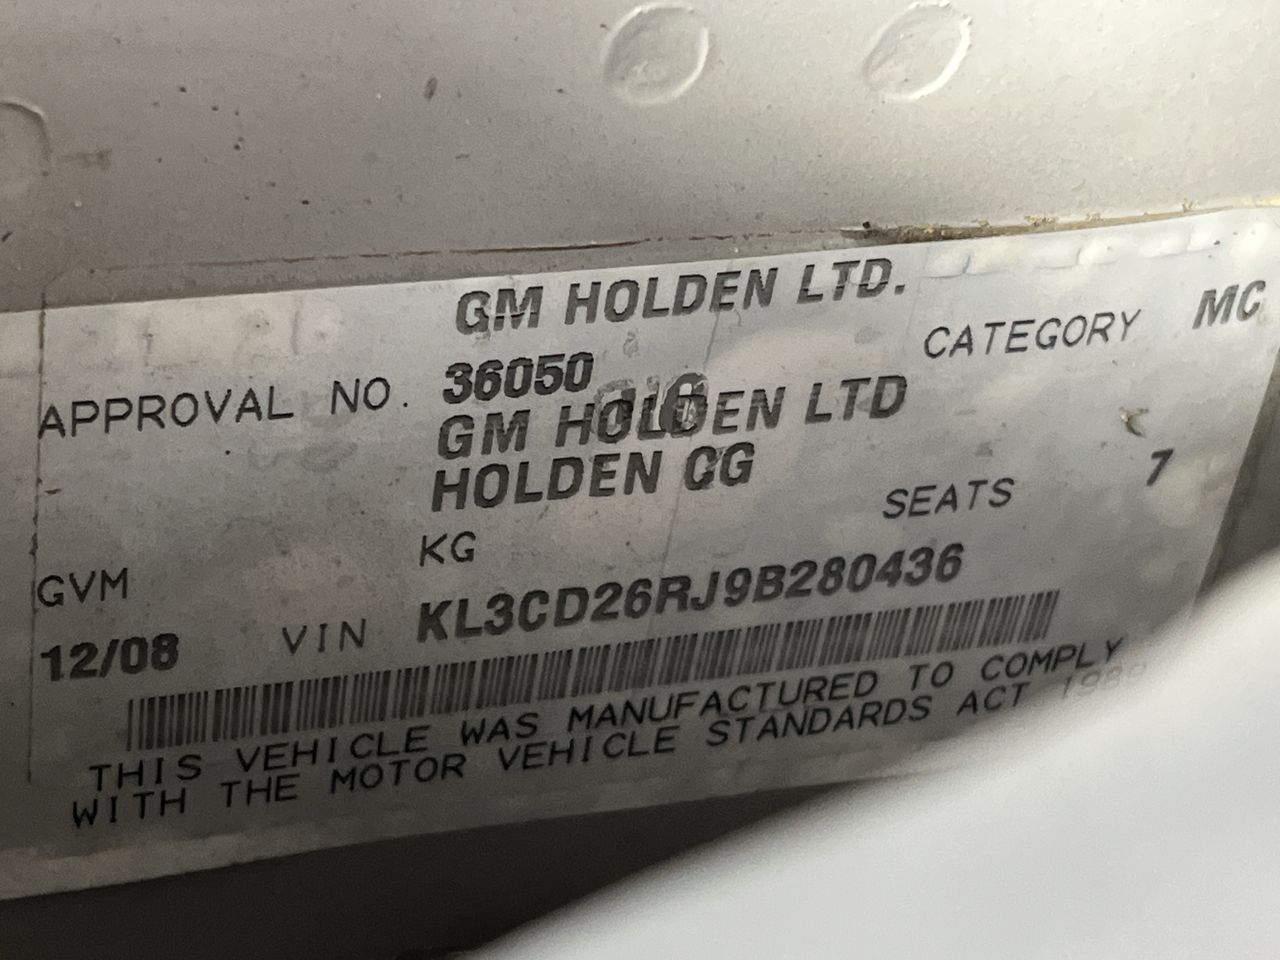 GM HOLDEN LTD.
APPROVAL NO. 36050 CATEGORY MC
GM HOLDEN LTD
HOLDEN CG
GVM KG SEATS 7
12/08 VIN KL3CD26RJ9B280436
THIS VEHICLE WAS MANUFACTURED TO COMPLY
WITH THE MOTOR VEHICLE STANDARDS ACT 1989